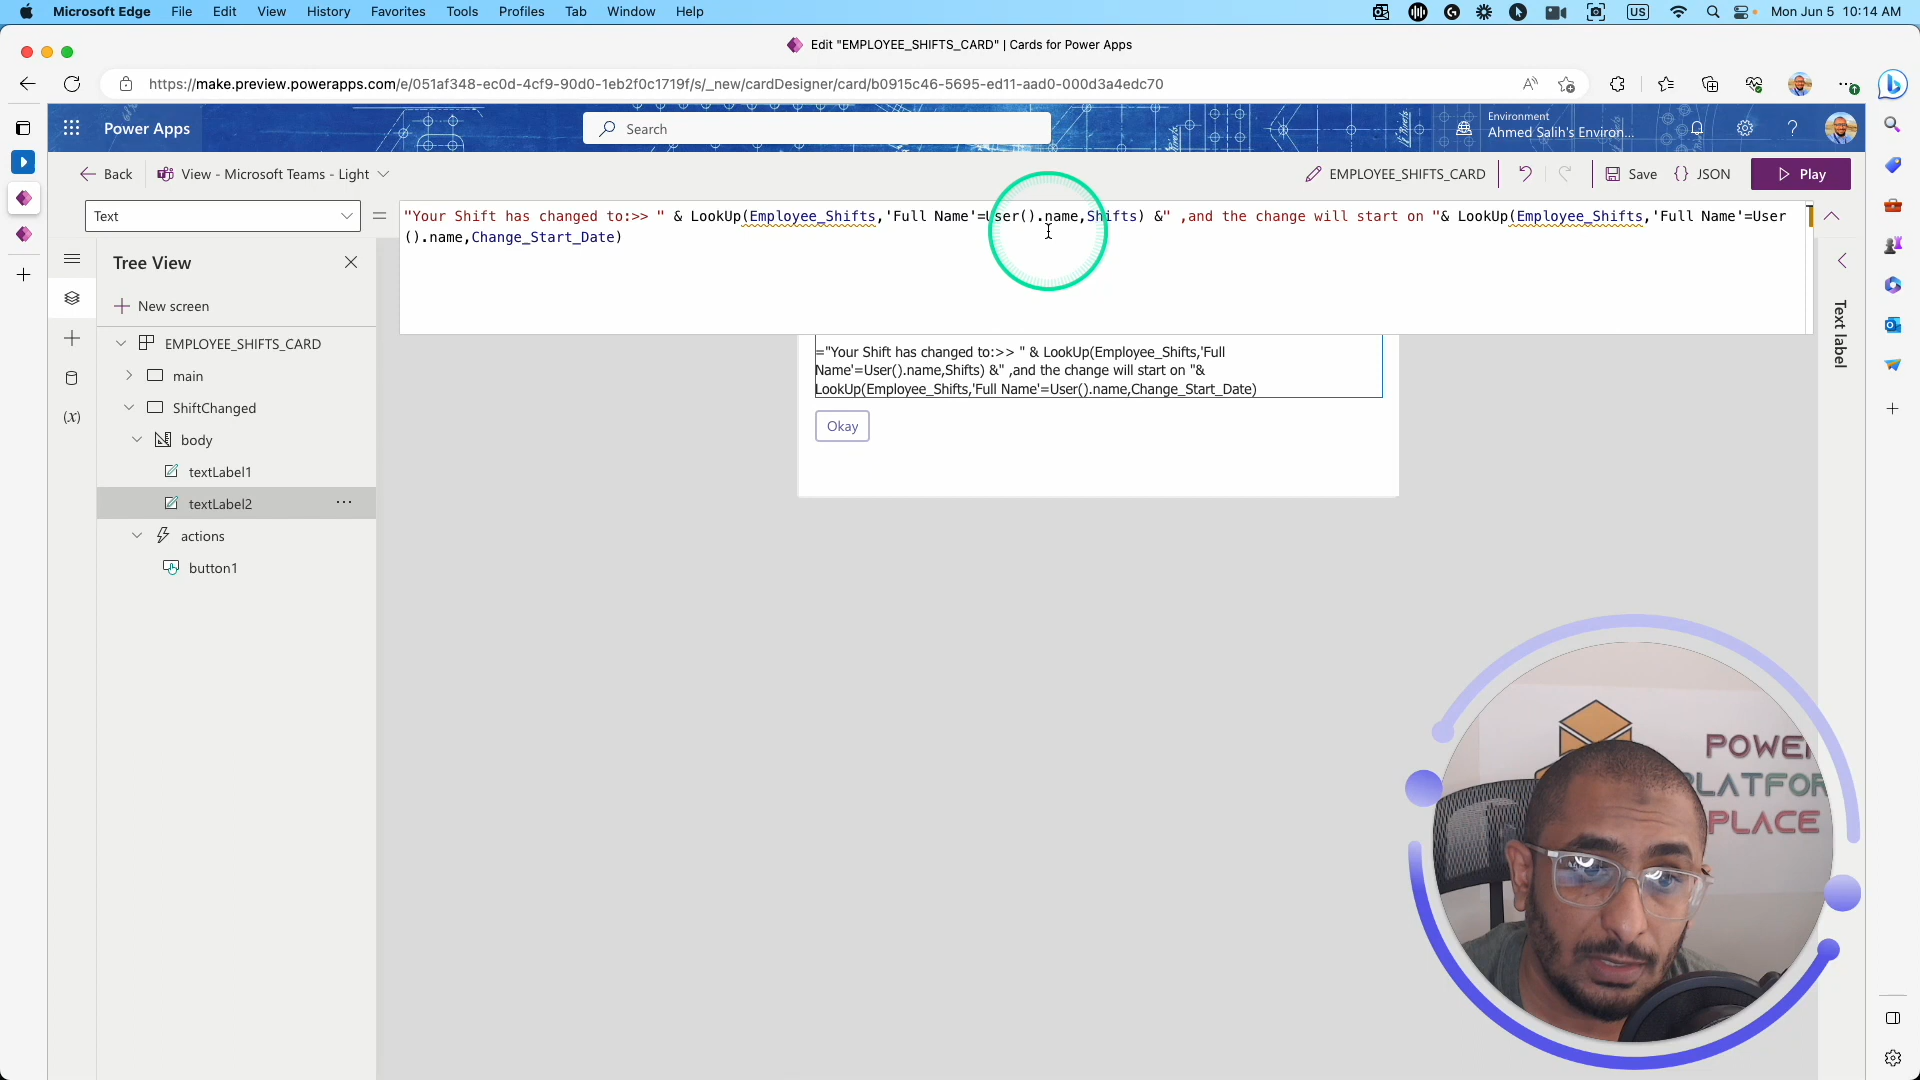 Microsoft Edge File Edit View History Favorites Tools Profiles Tab Window Help US Mon Jun 5 10:14 AM
Edit "EMPLOYEE_SHIFTS_CARD" | Cards for Power Apps
https://make.preview.powerapps.com/e/051af348-ec0d-4cf9-90d0-1eb2f0c1719f/s/_new/cardDesigner/card/b0915c46-5695-ed11-aad0-000d3a4edc70
Power Apps
Search
Environment
Ahmed Salih's Environ...
Back
View - Microsoft Teams - Light
EMPLOYEE_SHIFTS_CARD
Save
{ } JSON
Play
Text
=
"Your Shift has changed to:>> " & LookUp(Employee_Shifts,'Full Name'=User().name,Shifts) &" ,and the change will start on "& LookUp(Employee_Shifts,'Full Name'=User
().name,Change_Start_Date)
Tree View
New screen
EMPLOYEE_SHIFTS_CARD
main
ShiftChanged
body
textLabel1
textLabel2
actions
button1
(x)
="Your Shift has changed to:>> " & LookUp(Employee_Shifts,'Full
Name'=User().name,Shifts) &" ,and the change will start on "&
LookUp(Employee_Shifts,'Full Name'=User().name,Change_Start_Date)
Okay
Text label
POWER
PLATFORM
PLACE